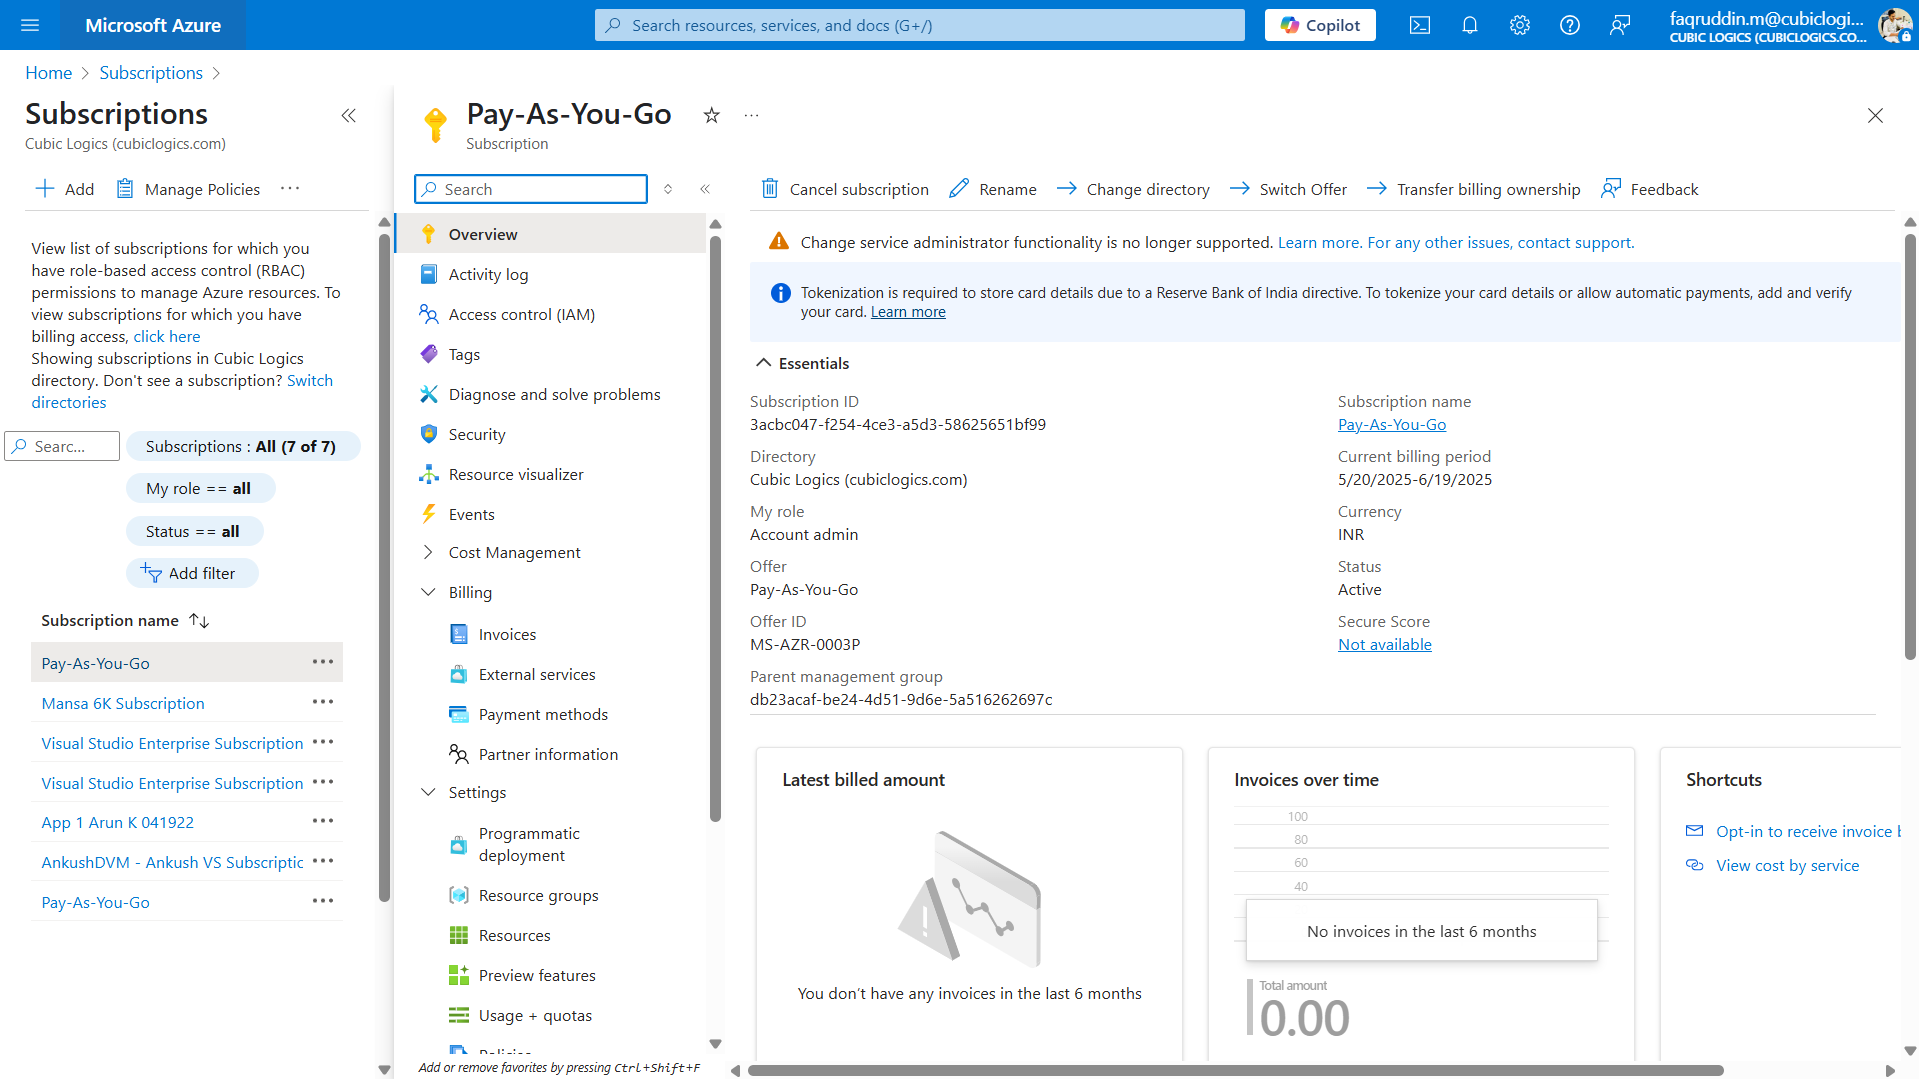 Microsoft Azure
Search resources, services, and docs (G+/)
Copilot
faqruddin.m@cubiclogi...
CUBIC LOGICS (CUBICLOGICS.CO...
Home
Subscriptions
Subscriptions
Cubic Logics (cubiclogics.com)
Add
Manage Policies
View list of subscriptions for which you
have role-based access control (RBAC)
permissions to manage Azure resources. To
view subscriptions for which you have
billing access, click here
Showing subscriptions in Cubic Logics
directory. Don't see a subscription? Switch
directories
Searc...
Subscriptions : All (7 of 7)
My role == all
Status == all
Add filter
Subscription name
Pay-As-You-Go
Mansa 6K Subscription
Visual Studio Enterprise Subscription
Visual Studio Enterprise Subscription
App 1 Arun K 041922
AnkushDVM - Ankush VS Subscriptic
Pay-As-You-Go
Pay-As-You-Go
Subscription
Search
Overview
Activity log
Access control (IAM)
Tags
Diagnose and solve problems
Security
Resource visualizer
Events
Cost Management
Billing
Invoices
External services
Payment methods
Partner information
Settings
Programmatic
deployment
Resource groups
Resources
Preview features
Usage + quotas
Policies
Add or remove favorites by pressing Ctrl+Shift+F
Cancel subscription
Rename
Change directory
Switch Offer
Transfer billing ownership
Feedback
Change service administrator functionality is no longer supported. Learn more. For any other issues, contact support.
Tokenization is required to store card details due to a Reserve Bank of India directive. To tokenize your card details or allow automatic payments, add and verify
your card. Learn more
Essentials
Subscription ID
3acbc047-f254-4ce3-a5d3-58625651bf99
Directory
Cubic Logics (cubiclogics.com)
My role
Account admin
Offer
Pay-As-You-Go
Offer ID
MS-AZR-0003P
Parent management group
db23acaf-be24-4d51-9d6e-5a516262697c
Subscription name
Pay-As-You-Go
Current billing period
5/20/2025-6/19/2025
Currency
INR
Status
Active
Secure Score
Not available
Latest billed amount
You don't have any invoices in the last 6 months
Invoices over time
100
80
60
40
No invoices in the last 6 months
Total amount
0.00
Shortcuts
Opt-in to receive invoice b
View cost by service